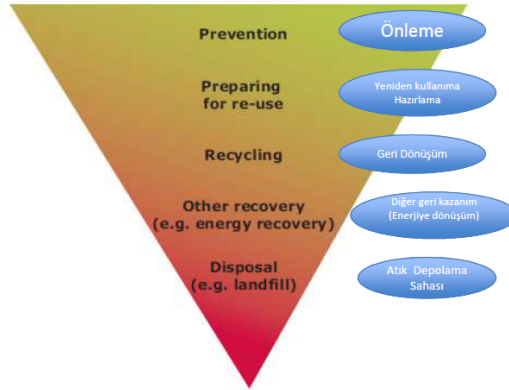 Prevention
Önleme
Preparing
for re-use
Yeniden kullanıma
Hazırlama
Recycling
Geri Dönüşüm
Other recovery
(e.g. energy recovery)
Diğer geri kazanım
(Enerjiye dönüşüm)
Disposal
(e.g. landfill)
Atık Depolama
Sahası